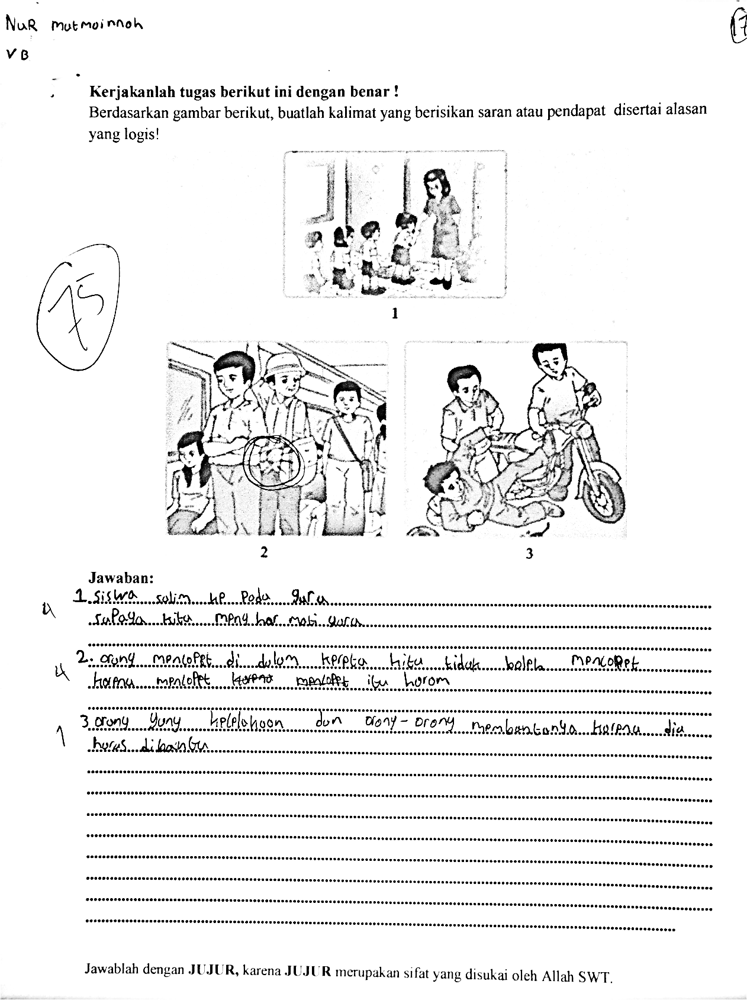 NUR mutmainnah
17
V B
Kerjakanlah tugas berikut ini dengan benar !
Berdasarkan gambar berikut, buatlah kalimat yang berisikan saran atau pendapat disertai alasan
yang logis!
75
1
2
3
Jawaban:
4
1. Siswa salim ke pada guru
supaya kita meng har mati guru
4
2. orang mencopet di dalam kereta kita tidak boleh mencopet
karena mencopet karena mencopet itu harom
1
3 orang yang kecelakaan dan orang-orang membantunya karena dia
harus dibantu
Jawablah dengan JUJUR, karena JUJUR merupakan sifat yang disukai oleh Allah SWT.